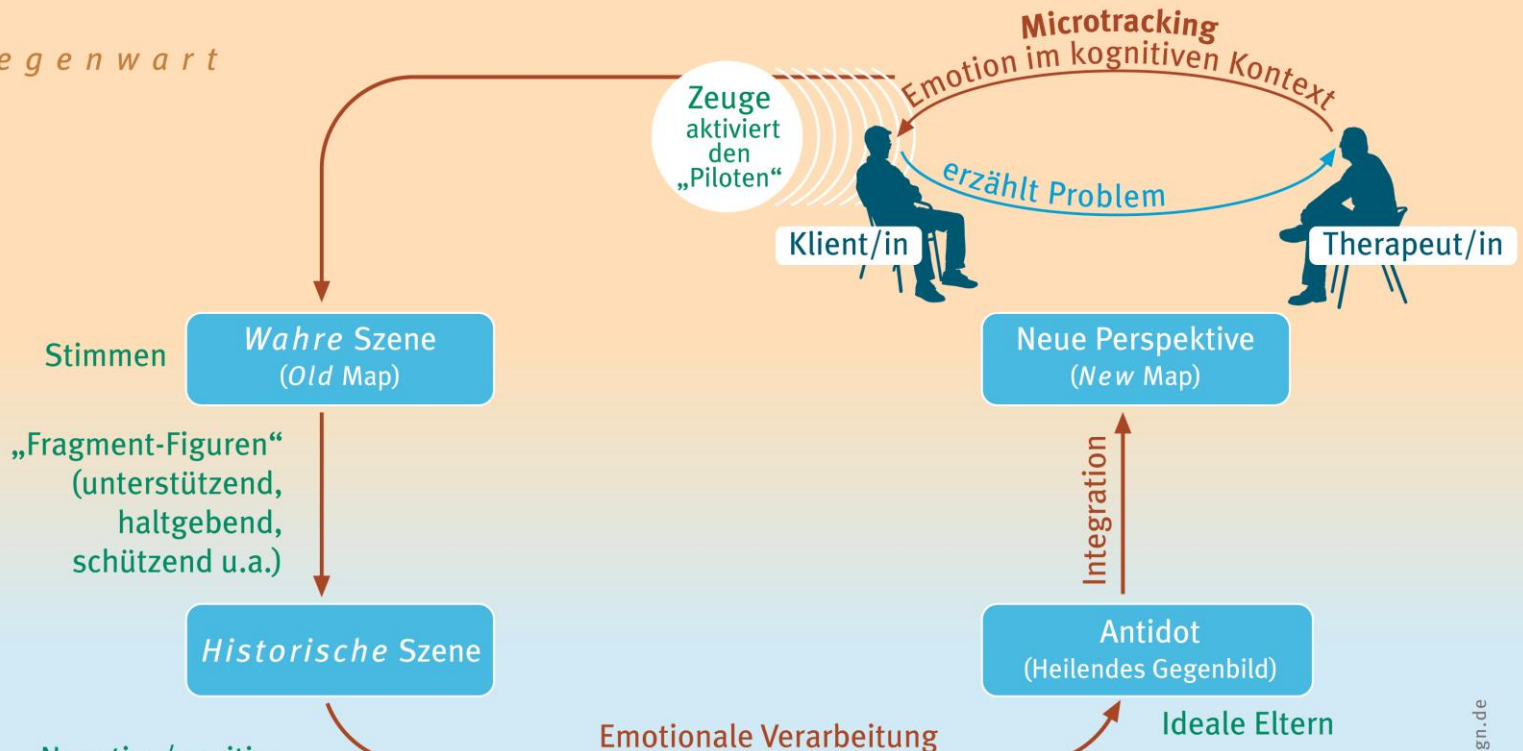 egenwart
Microtracking
Emotion im kognitiven Kontext
Zeuge
aktiviert
den
„Piloten“
erzählt Problem
Klient/in
Therapeut/in
Stimmen
Wahre Szene
(Old Map)
Neue Perspektive
(New Map)
„Fragment-Figuren“
(unterstützend,
haltgebend,
schützend u.a.)
Integration
Historische Szene
Antidot
(Heilendes Gegenbild)
Ideale Eltern
Emotionale Verarbeitung
gn.de